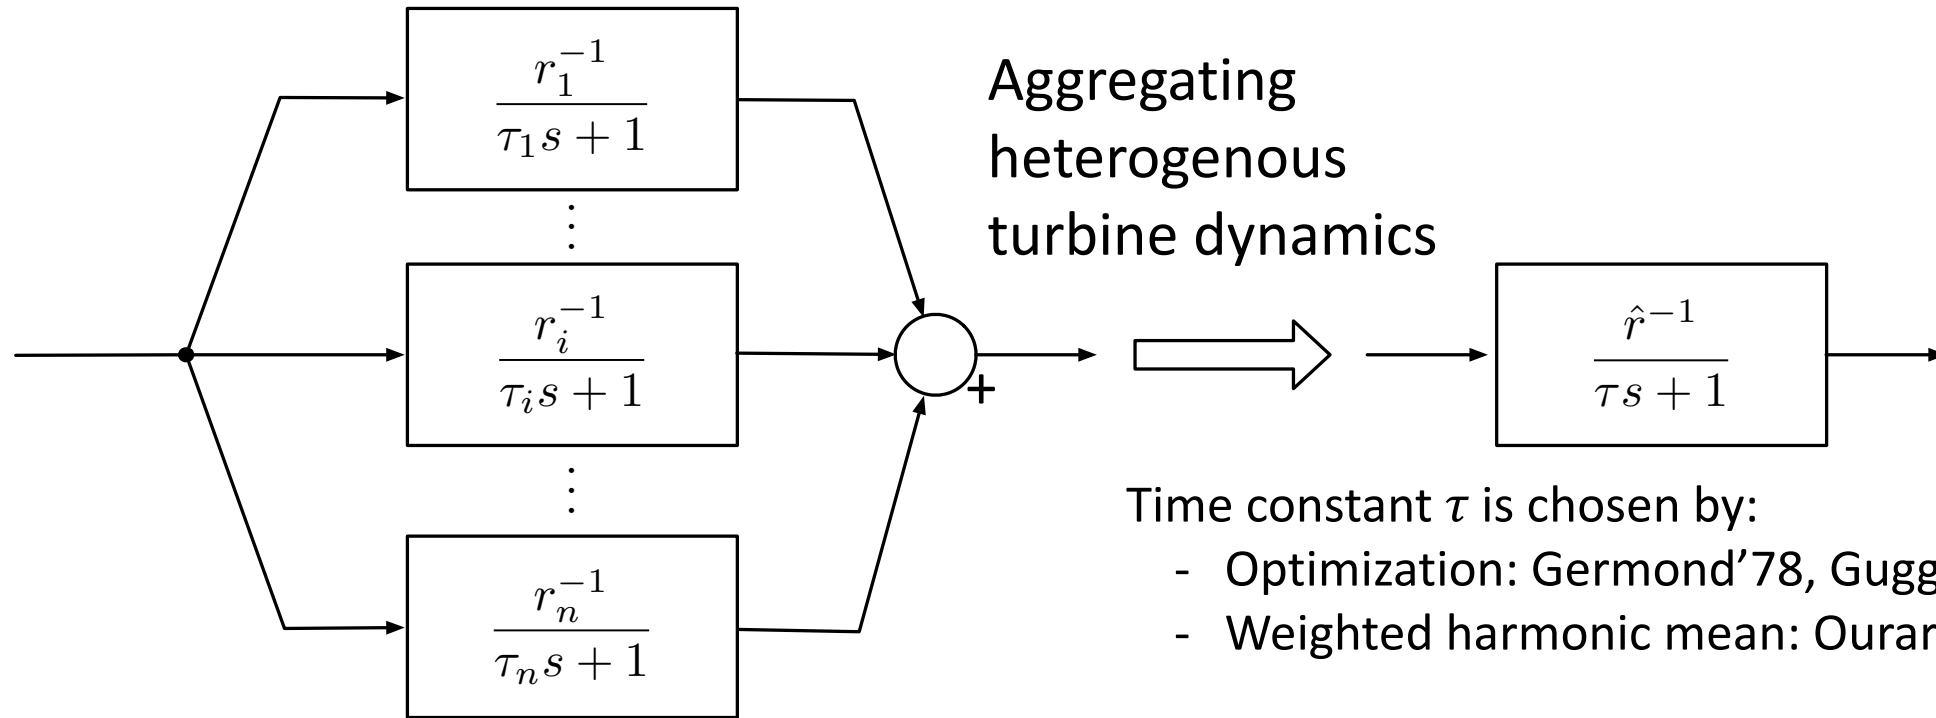 r_1^{-1}
τ_1 s + 1
⋮
r_i^{-1}
τ_i s + 1
⋮
r_n^{-1}
τ_n s + 1
+
Aggregating
heterogenous
turbine dynamics
r̂^{-1}
τ s + 1
Time constant τ is chosen by:
- Optimization: Germond’78,
- Weighted harmonic mean: